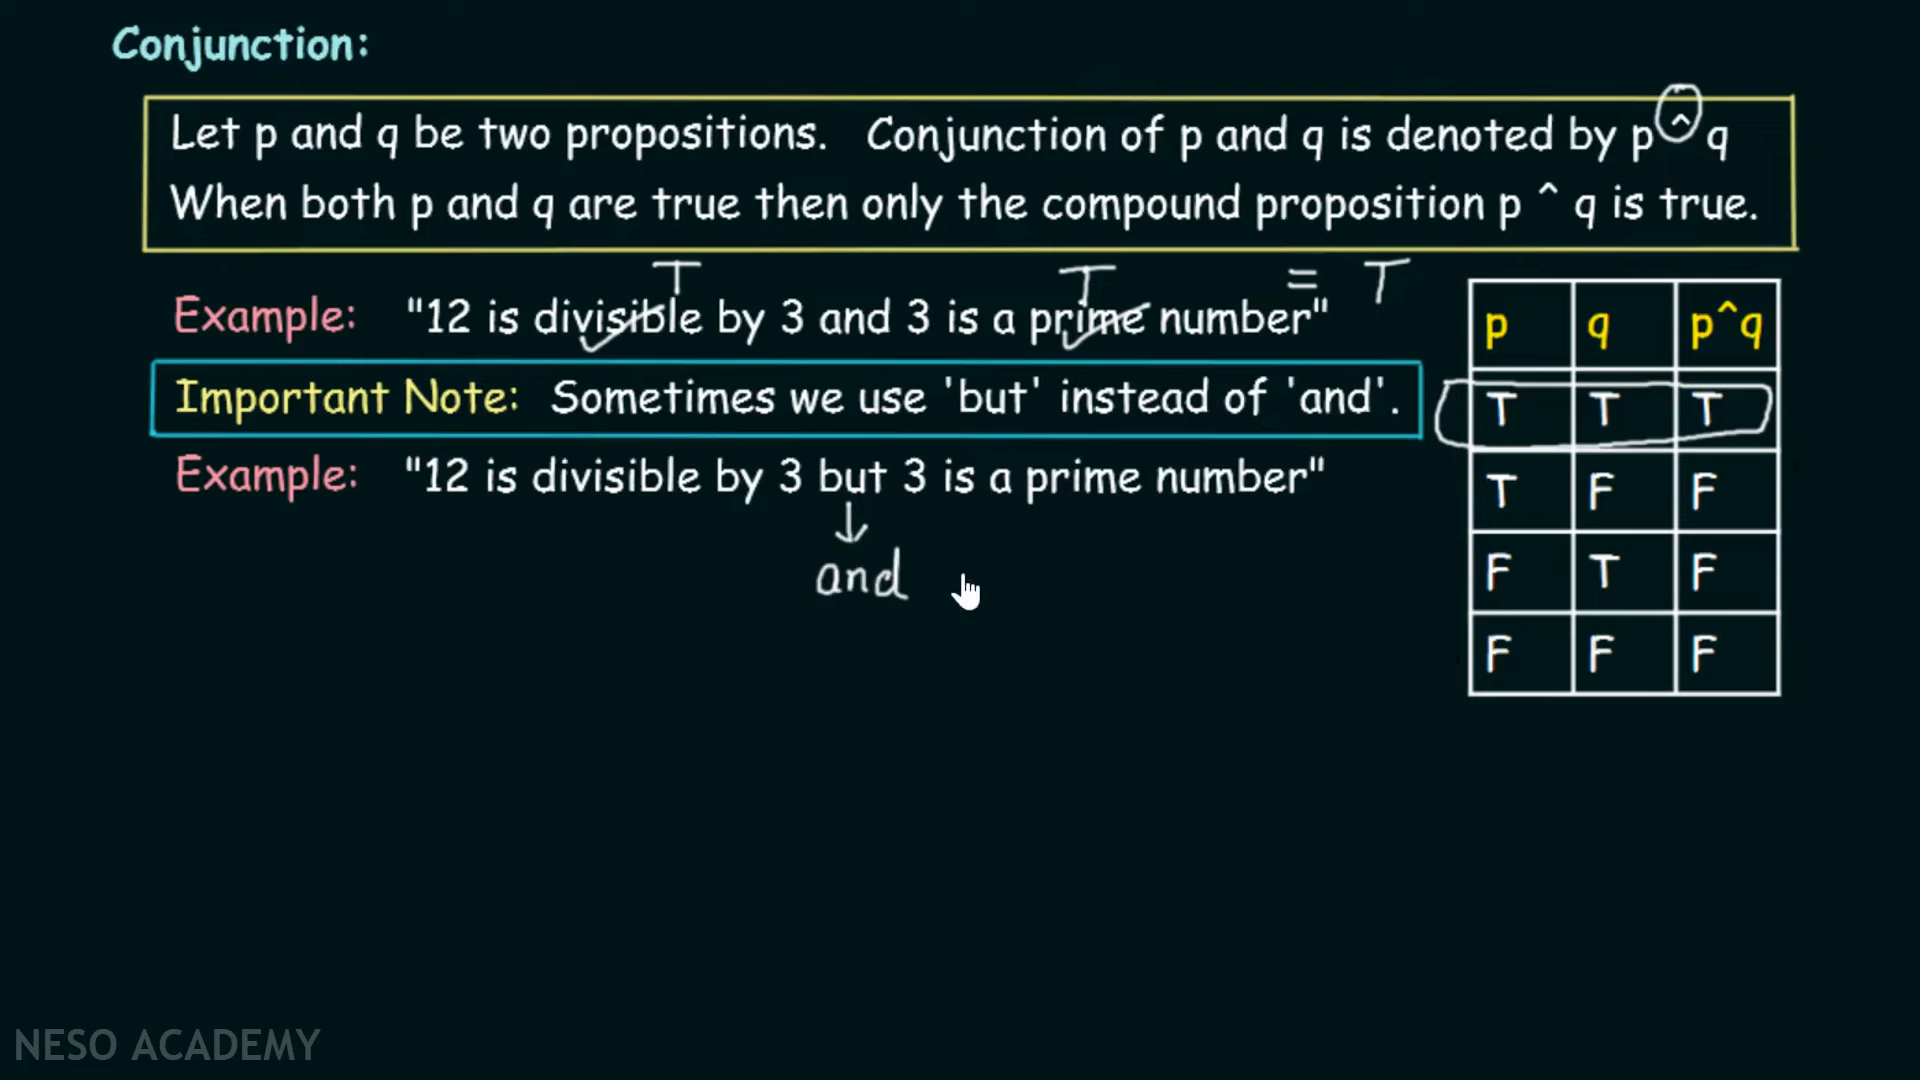 Conjunction:
Let p and q be two propositions. Conjunction of p and q is denoted by p ^ q
When both p and q are true then only the compound proposition p ^ q is true.
T T = T
Example: "12 is divisible by 3 and 3 is a prime number"
Important Note: Sometimes we use 'but' instead of 'and'.
Example: "12 is divisible by 3 but 3 is a prime number"
↓
and
p q p^q
T T T
T F F
F T F
F F F
NESO ACADEMY